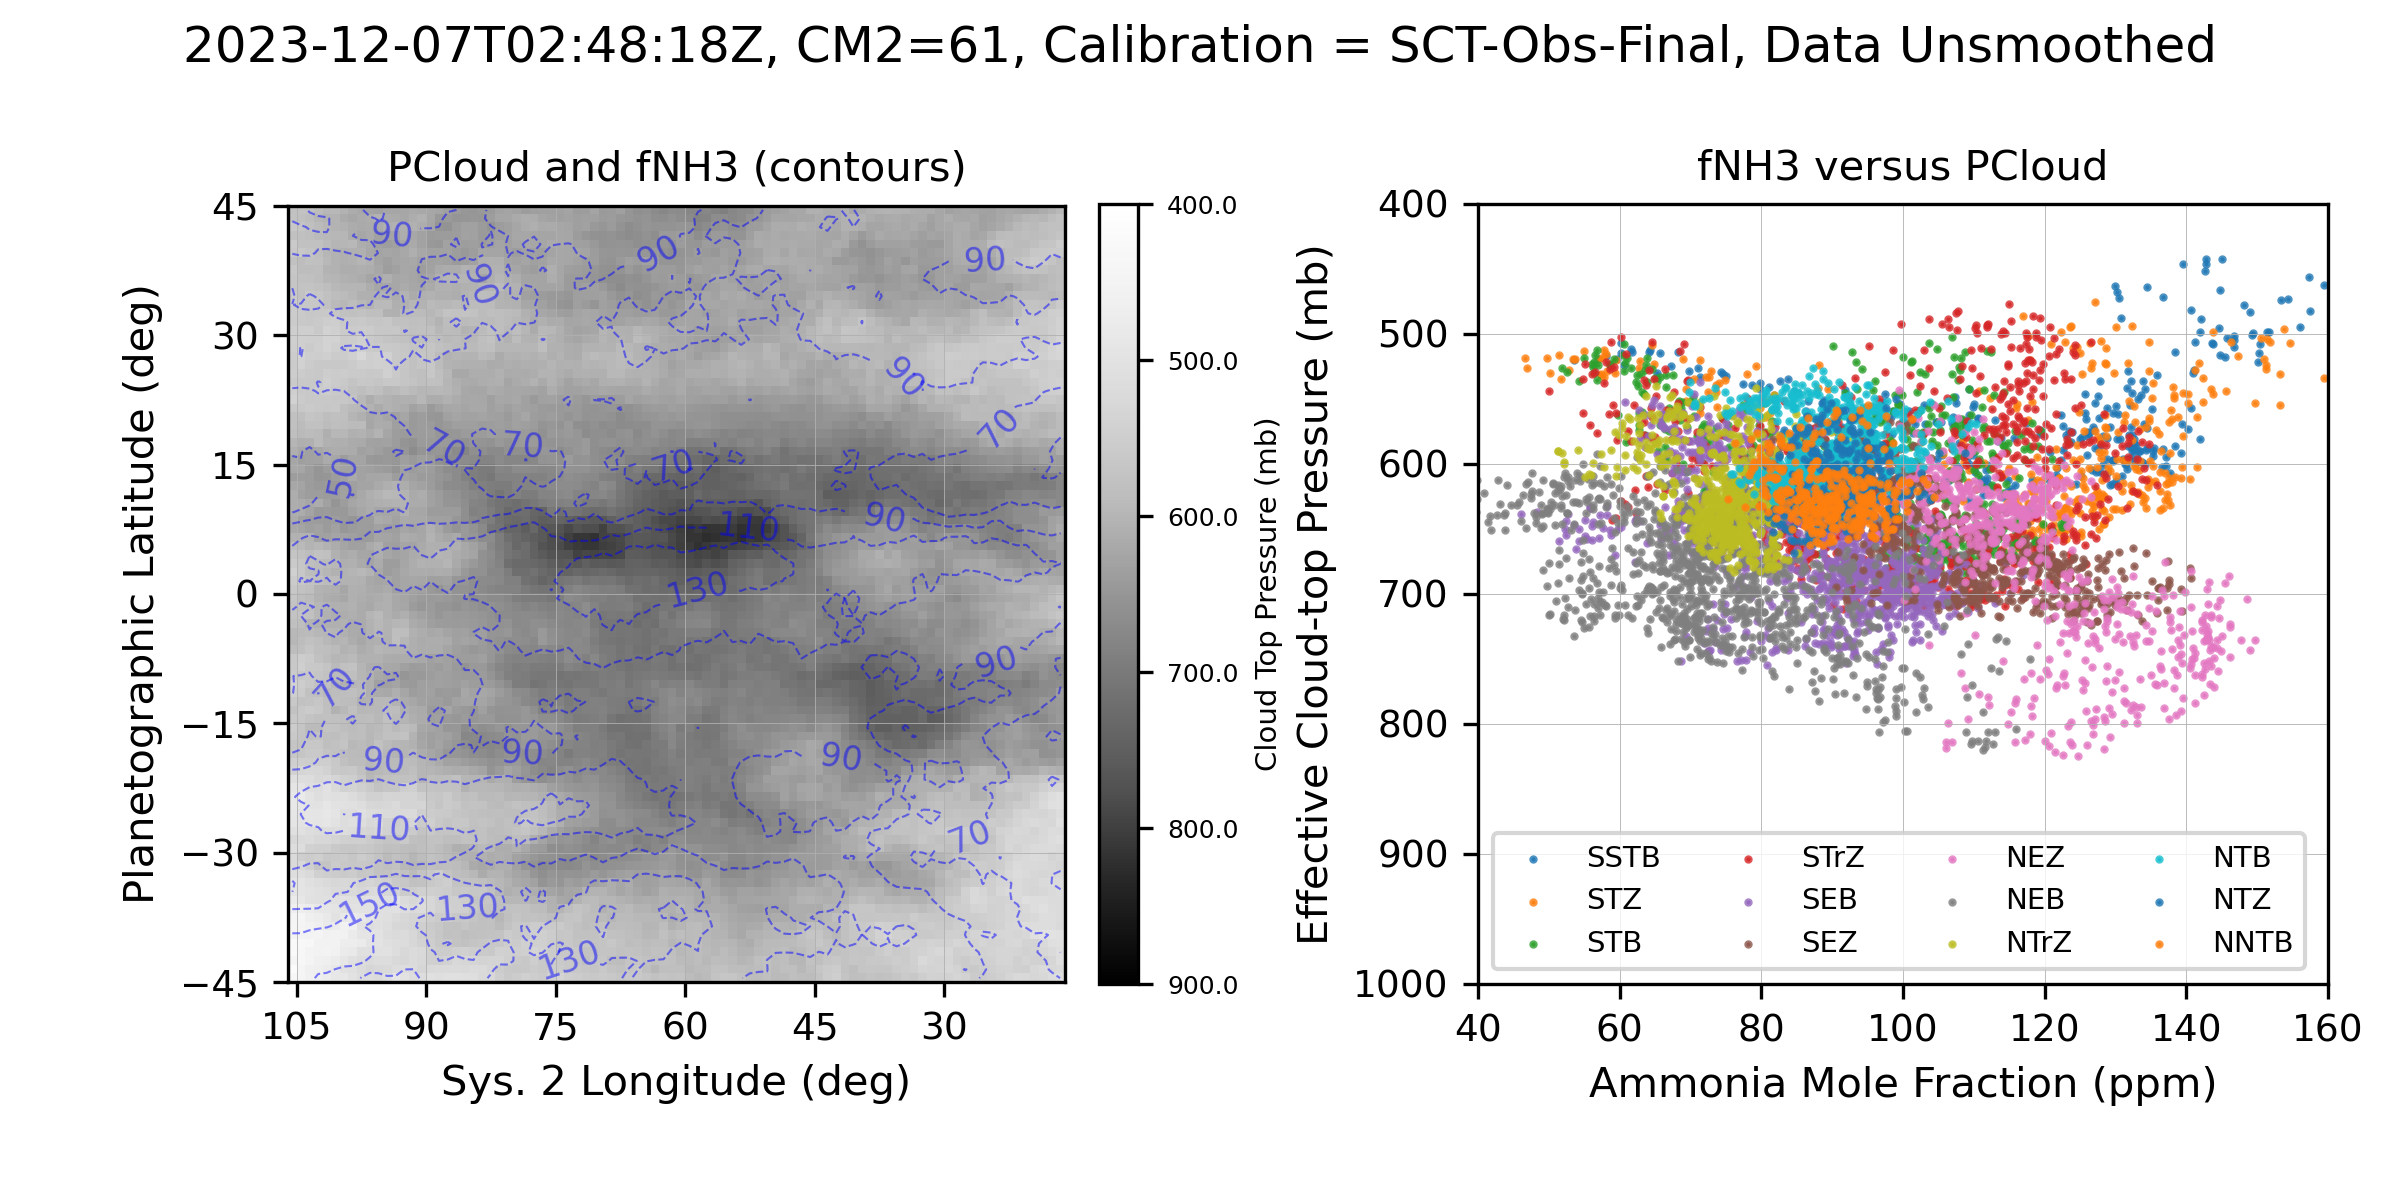 2023-12-07T02:48:18Z, CM2=61, Calibration = SCT-Obs-Final, Data Unsmoothed
PCloud and fNH3 (contours)
45
30
15
0
−15
−30
−45
Planetographic Latitude (deg)
105
90
75
60
45
30
Sys. 2 Longitude (deg)
90
90
90
90
90
70
70
70
70
50
90
110
130
90
70
90
90
90
110
70
150
130
130
400.0
500.0
600.0
700.0
800.0
900.0
Cloud Top Pressure (mb)
fNH3 versus PCloud
400
500
600
700
800
900
1000
Effective Cloud-top Pressure (mb)
SSTB
STZ
STB
STrZ
SEB
SEZ
NEZ
NEB
NTrZ
NTB
NTZ
NNTB
40
60
80
100
120
140
160
Ammonia Mole Fraction (ppm)